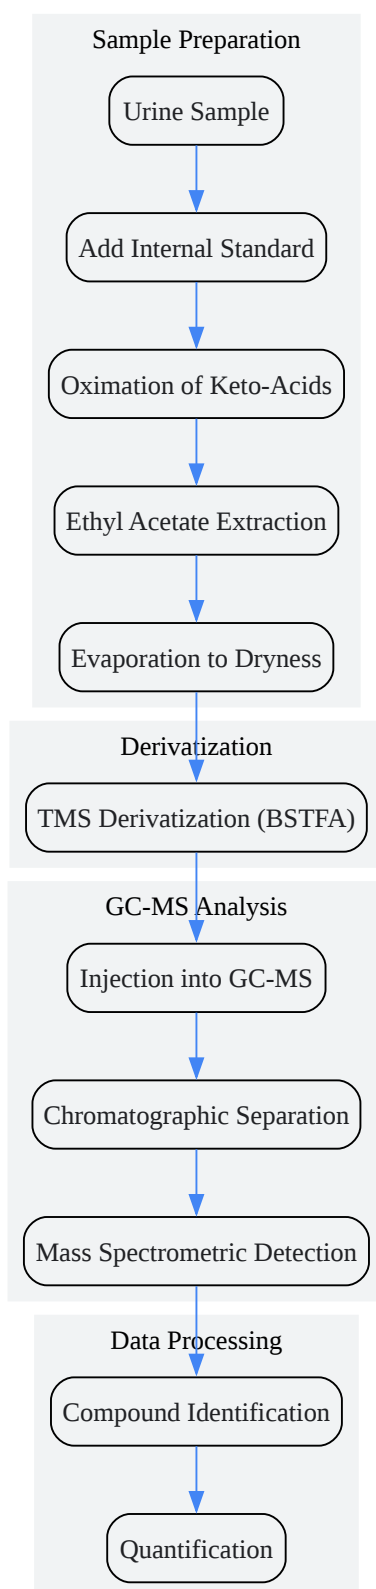 Sample Preparation
Urine Sample
Add Internal Standard
Oximation of Keto-Acids
Ethyl Acetate Extraction
Evaporation to Dryness
Derivatization
TMS Derivatization (BSTFA)
GC-MS Analysis
Injection into GC-MS
Chromatographic Separation
Mass Spectrometric Detection
Data Processing
Compound Identification
Quantification